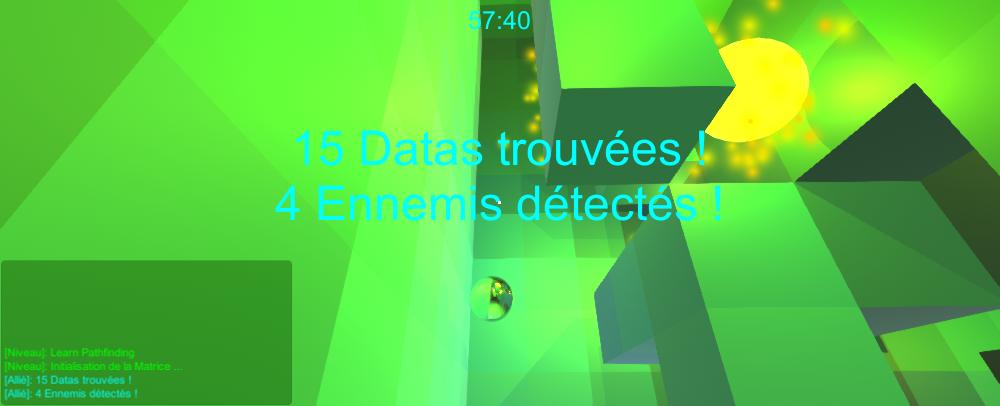 57:40
15 Datas trouvées !
4 Ennemis détectés !
[Niveau]: Learn Pathfinding
[Niveau]: Initialisation de la Matrice ...
[Allié]: 15 Datas trouvées !
[Allié]: 4 Ennemis détectés !